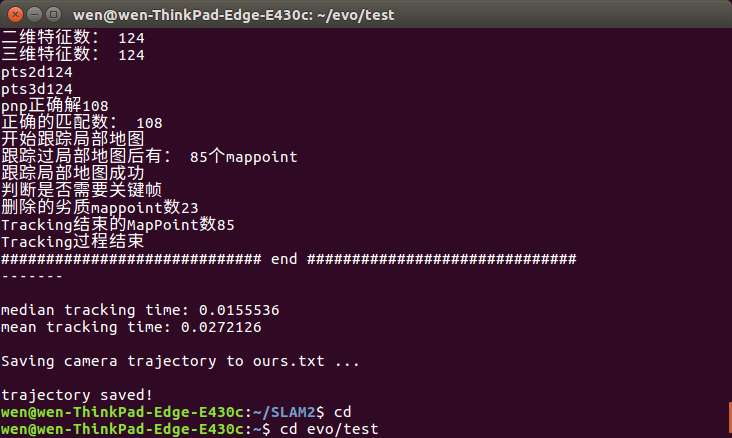 wen@wen-ThinkPad-Edge-E430c: ~/evo/test
二维特征数： 124
三维特征数： 124
pts2d124
pts3d124
pnp正确解108
正确的匹配数： 108
开始跟踪局部地图
跟踪过局部地图后有： 85个mappoint
跟踪局部地图成功
判断是否需要关键帧
删除的劣质mappoint数23
Tracking结束的MapPoint数85
Tracking过程结束
############################# end ##############################
-------
median tracking time: 0.0155536
mean tracking time: 0.0272126
Saving camera trajectory to ours.txt ...
trajectory saved!
wen@wen-ThinkPad-Edge-E430c:~/SLAM2$ cd
wen@wen-ThinkPad-Edge-E430c:~$ cd evo/test